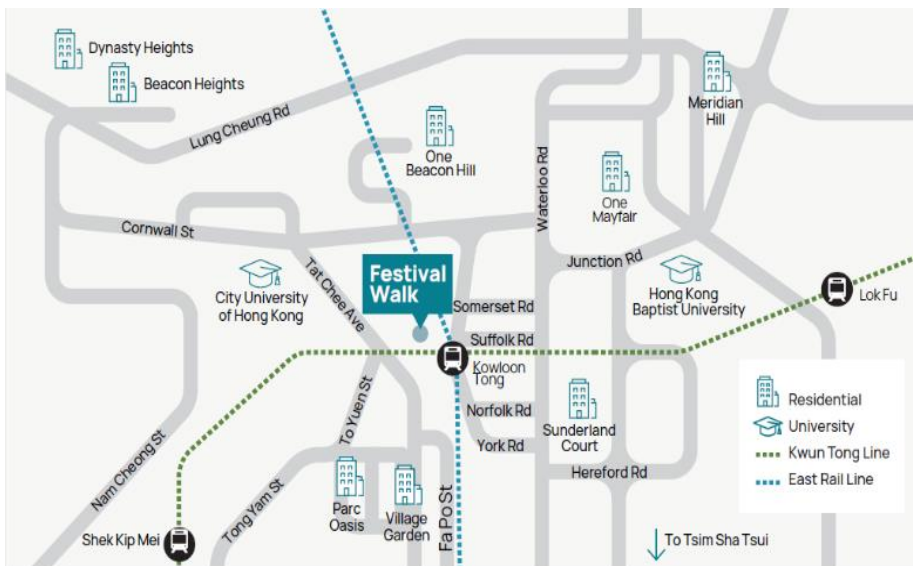 Dynasty Heights
Beacon Heights
Lung Cheung Rd
One
Beacon Hill
Waterloo Rd
Meridian
Hill
One
Mayfair
Cornwall St
City University
of Hong Kong
Tat Chee Ave
Festival
Walk
Somerset Rd
Suffolk Rd
Kowloon
Tong
Junction Rd
Hong Kong
Baptist University
Lok Fu
Nam Cheong St
To Yuen St
Norfolk Rd
York Rd
Sunderland
Court
Hereford Rd
Tong Yam St
Parc
Oasis
Village
Garden
Fa Po St
Shek Kip Mei
To Tsim Sha Tsui
Residential
University
Kwun Tong Line
East Rail Line